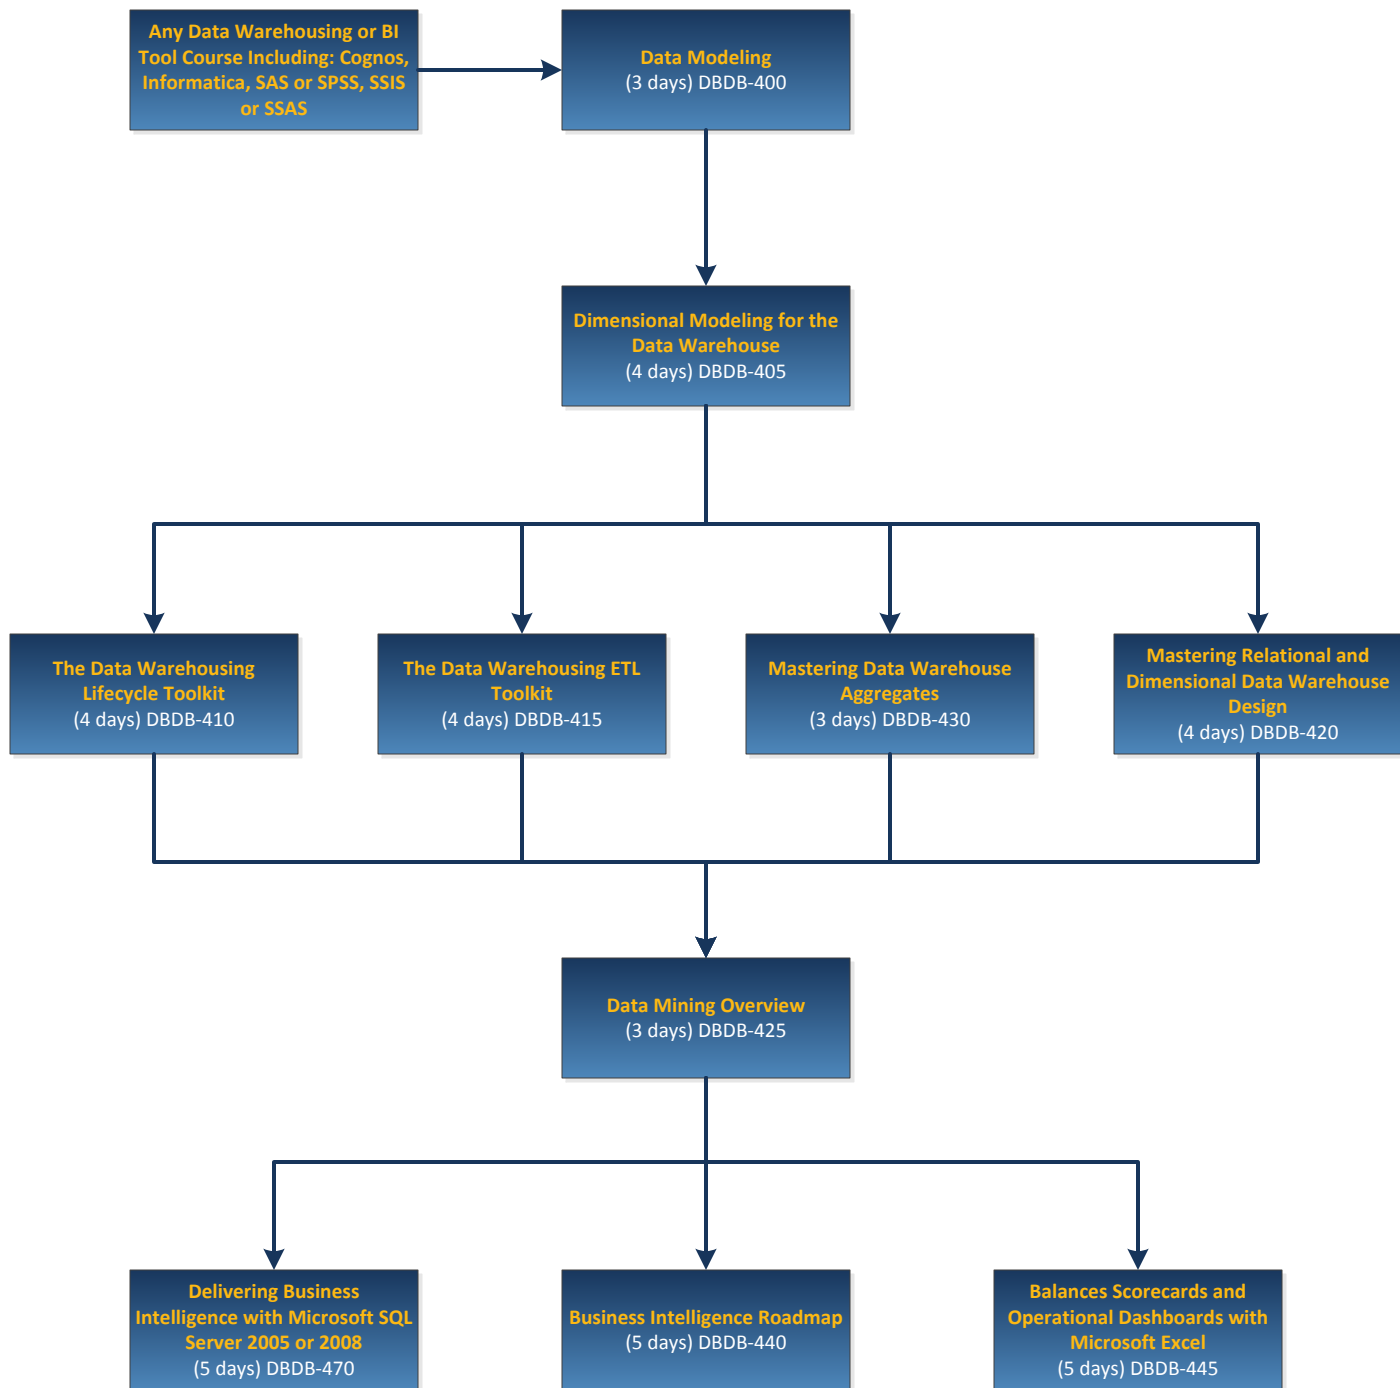 Any Data Warehousing or BI
Tool Course Including: Cognos,
Informatica, SAS or SPSS, SSIS
or SSAS
Data Modeling
(3 days) DBDB-400
Dimensional Modeling for the
Data Warehouse
(4 days) DBDB-405
The Data Warehousing
Lifecycle Toolkit
(4 days) DBDB-410
The Data Warehousing ETL
Toolkit
(4 days) DBDB-415
Mastering Data Warehouse
Aggregates
(3 days) DBDB-430
Mastering Relational and
Dimensional Data Warehouse
Design
(4 days) DBDB-420
Data Mining Overview
(3 days) DBDB-425
Delivering Business
Intelligence with Microsoft SQL
Server 2005 or 2008
(5 days) DBDB-470
Business Intelligence Roadmap
(5 days) DBDB-440
Balances Scorecards and
Operational Dashboards with
Microsoft Excel
(5 days) DBDB-445